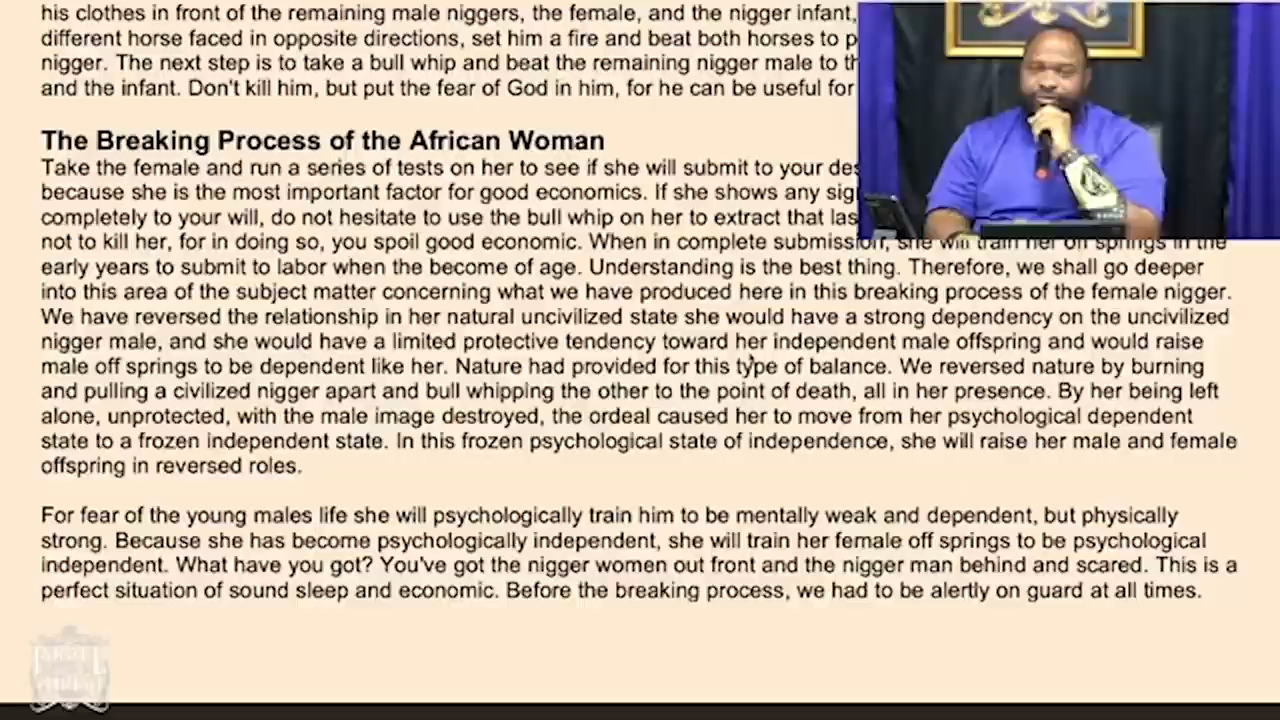 his clothes in front of the remaining male niggers, the female, and the nigger infant,
different horse faced in opposite directions, set him a fire and beat both horses to p
nigger. The next step is to take a bull whip and beat the remaining nigger male to th
and the infant. Don't kill him, but put the fear of God in him, for he can be useful for
The Breaking Process of the African Woman
Take the female and run a series of tests on her to see if she will submit to your des
because she is the most important factor for good economics. If she shows any sig
completely to your will, do not hesitate to use the bull whip on her to extract that las
not to kill her, for in doing so, you spoil good economic. When in complete submission, she will train her off springs in the
early years to submit to labor when the become of age. Understanding is the best thing. Therefore, we shall go deeper
into this area of the subject matter concerning what we have produced here in this breaking process of the female nigger.
We have reversed the relationship in her natural uncivilized state she would have a strong dependency on the uncivilized
nigger male, and she would have a limited protective tendency toward her independent male offspring and would raise
male off springs to be dependent like her. Nature had provided for this type of balance. We reversed nature by burning
and pulling a civilized nigger apart and bull whipping the other to the point of death, all in her presence. By her being left
alone, unprotected, with the male image destroyed, the ordeal caused her to move from her psychological dependent
state to a frozen independent state. In this frozen psychological state of independence, she will raise her male and female
offspring in reversed roles.
For fear of the young males life she will psychologically train him to be mentally weak and dependent, but physically
strong. Because she has become psychologically independent, she will train her female off springs to be psychological
independent. What have you got? You've got the nigger women out front and the nigger man behind and scared. This is a
perfect situation of sound sleep and economic. Before the breaking process, we had to be alertly on guard at all times.